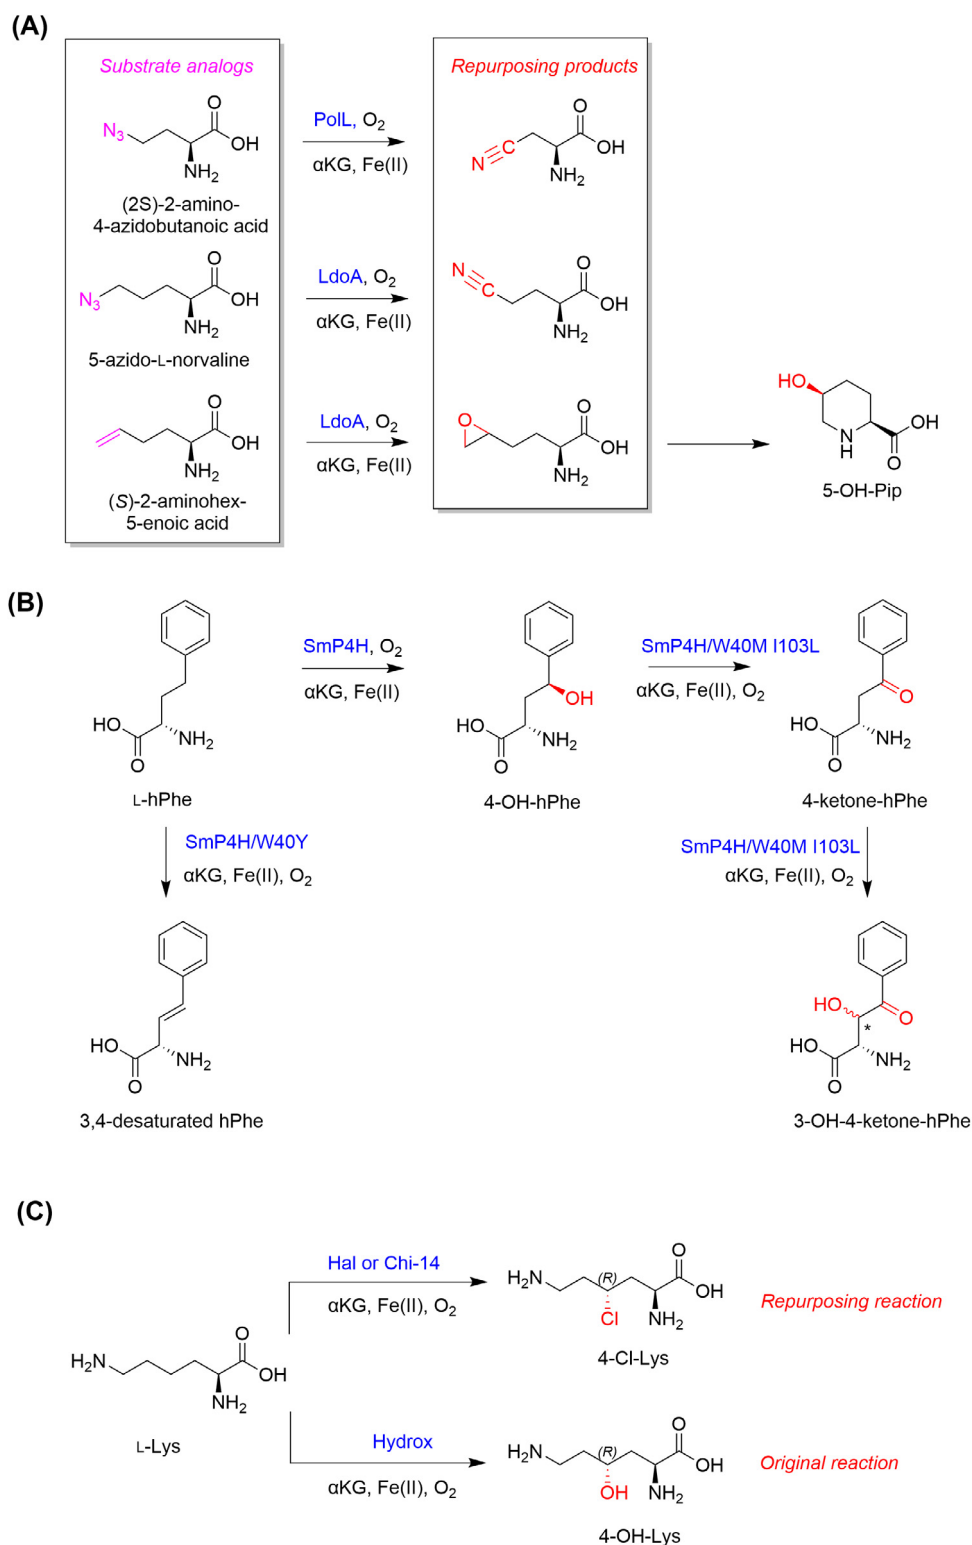 (A)
Substrate analogs
Repurposing products
N3
O
OH
NH2
PolL, O2
αKG, Fe(II)
N
C
O
OH
NH2
(2S)-2-amino-
4-azidobutanoic acid
N3
O
OH
NH2
LdoA, O2
αKG, Fe(II)
N
C
O
OH
NH2
5-azido-L-norvaline
O
OH
NH2
LdoA, O2
αKG, Fe(II)
O
O
OH
NH2
HO
N
H
OH
O
5-OH-Pip
(S)-2-aminohex-
5-enoic acid
(B)
SmP4H, O2
αKG, Fe(II)
SmP4H/W40M I103L
αKG, Fe(II), O2
HO
O
NH2
OH
HO
O
NH2
O
HO
O
NH2
L-hPhe
4-OH-hPhe
4-ketone-hPhe
SmP4H/W40Y
αKG, Fe(II), O2
SmP4H/W40M I103L
αKG, Fe(II), O2
HO
O
NH2
HO
O
*
HO
O
NH2
3,4-desaturated hPhe
3-OH-4-ketone-hPhe
(C)
Hal or Chi-14
αKG, Fe(II), O2
H2N
(R)
O
OH
Cl
NH2
Repurposing reaction
4-Cl-Lys
H2N
O
OH
NH2
L-Lys
Hydrox
αKG, Fe(II), O2
H2N
(R)
O
OH
OH
NH2
Original reaction
4-OH-Lys